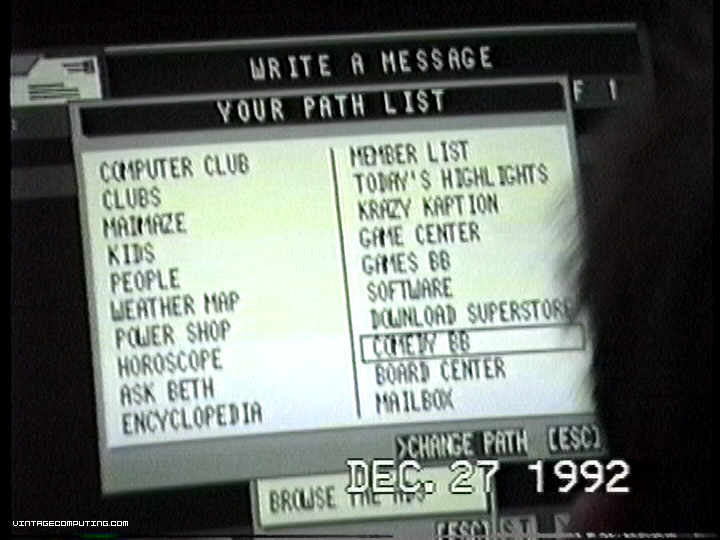 WRITE A MESSAGE
YOUR PATH LIST
F 1
COMPUTER CLUB
CLUBS
MAIMAZE
KIDS
PEOPLE
WEATHER MAP
POWER SHOP
HOROSCOPE
ASK BETH
ENCYCLOPEDIA
MEMBER LIST
TODAY'S HIGHLIGHTS
KRAZY KAPTION
GAME CENTER
GAMES BB
SOFTWARE
DOWNLOAD SUPERSTORE
COMEDY BB
BOARD CENTER
MAILBOX
>CHANGE PATH [ESC]
DEC. 27 1992
BROWSE THE ADS
[ESC]
VINTAGECOMPUTING.COM